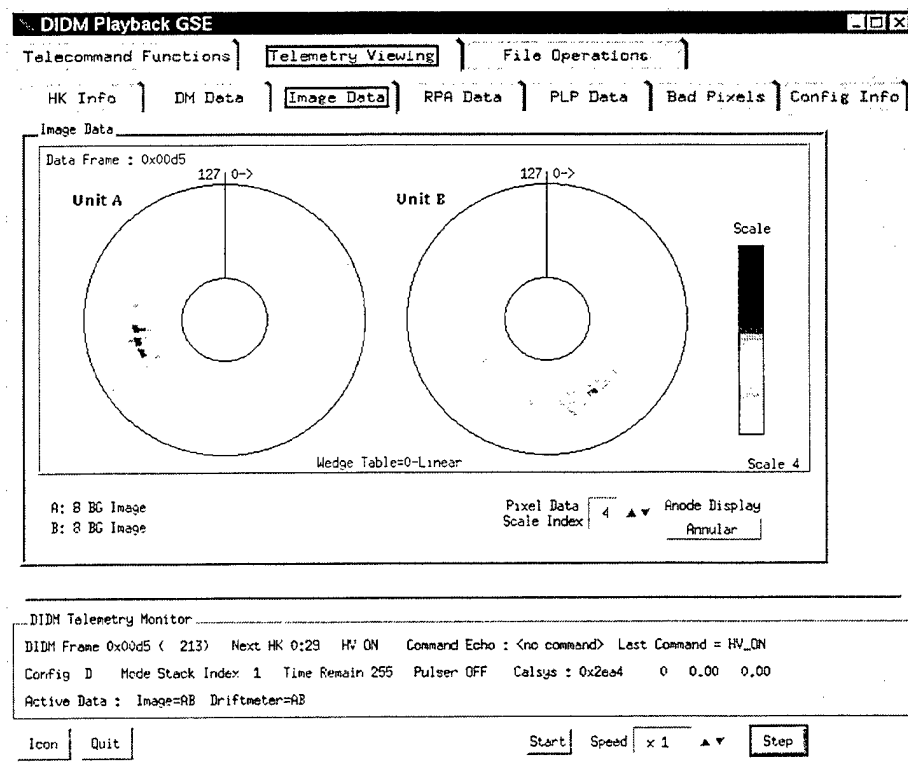 DIDM Playback GSE
Telecommand Functions Telemetry Viewing File Operations
HK Info DM Data Image Data RPA Data PLP Data Bad Pixels Config Info
Image Data
Data Frame : 0x00d5
127 0-> 127 0->
Unit A Unit B
Scale
Wedge Table=0-Linear Scale 4
A: 8 BG Image
B: 8 BG Image
Pixel Data Scale Index 4 ▲▼ Anode Display
Annular
DIDM Telemetry Monitor
DIDM Frame 0x00d5 ( 213) Next HK 0:29 HV ON Command Echo : <no command> Last Command = HV_ON
Config D Mode Stack Index 1 Time Remain 255 Pulser OFF Calsys : 0x2ea4 0 0.00 0.00
Active Data : Image=AB Driftmeter=AB
Icon Quit Start Speed x 1 ▲▼ Step